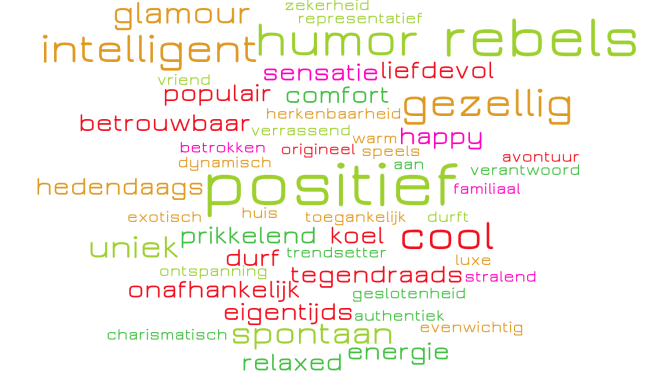 zekerheid
glamour representatief
intelligent humor rebels
vriend sensatie liefdevol
populair comfort gezellig
herkenbaarheid
betrouwbaar verrassend warm happy
betrokken origineel speels avontuur
dynamisch aan verantwoord
hedendaags positief familiaal
exotisch huis toegankelijk durft
uniek prikkelend koel cool
durf trendsetter luxe
ontspanning tegendraads stralend
onafhankelijk geslotenheid
eigentijds authentiek
charismatisch spontaan evenwichtig
relaxed energie